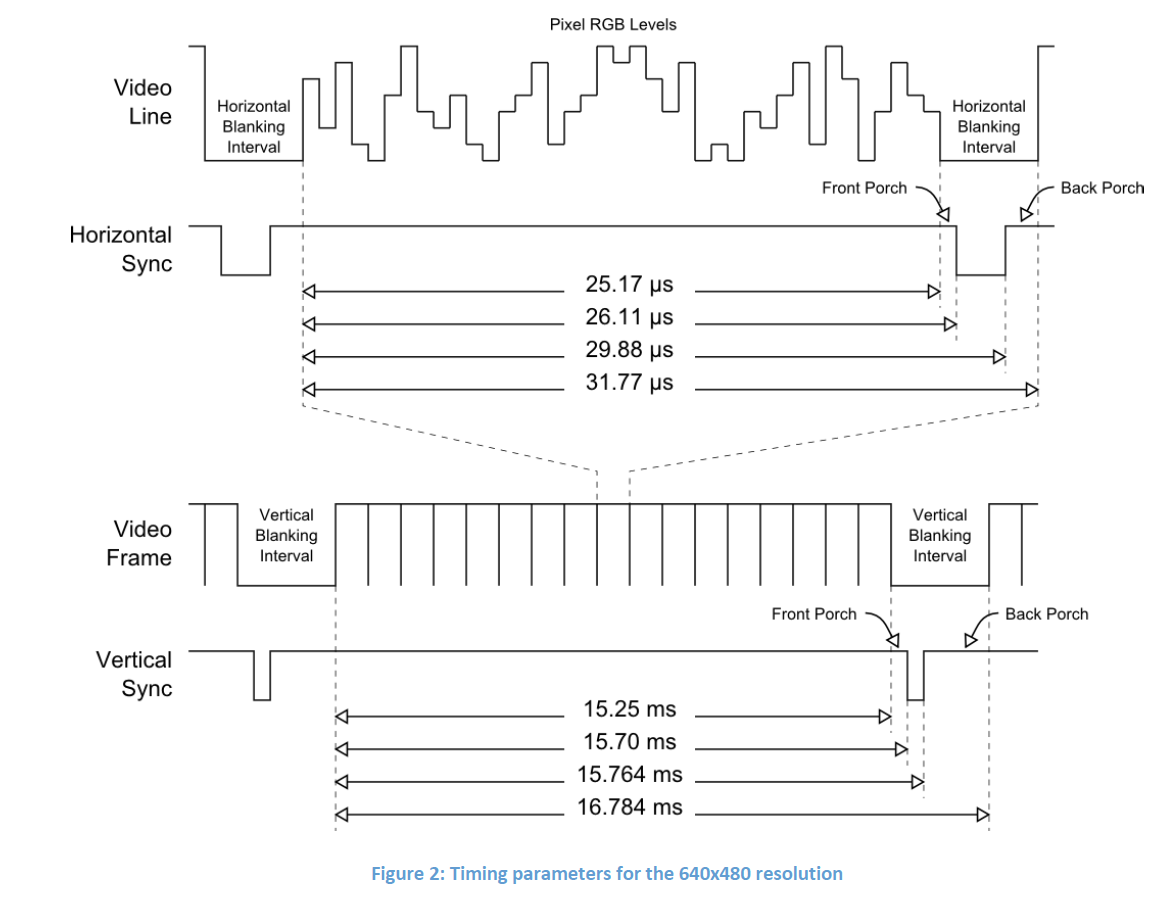 Pixel RGB Levels
Video
Line
Horizontal
Blanking
Interval
Horizontal
Blanking
Interval
Front Porch
Back Porch
Horizontal
Sync
25.17 µs
26.11 µs
29.88 µs
31.77 µs
Video
Frame
Vertical
Blanking
Interval
Vertical
Blanking
Interval
Front Porch
Back Porch
Vertical
Sync
15.25 ms
15.70 ms
15.764 ms
16.784 ms
Figure 2: Timing parameters for the 640x480 resolution